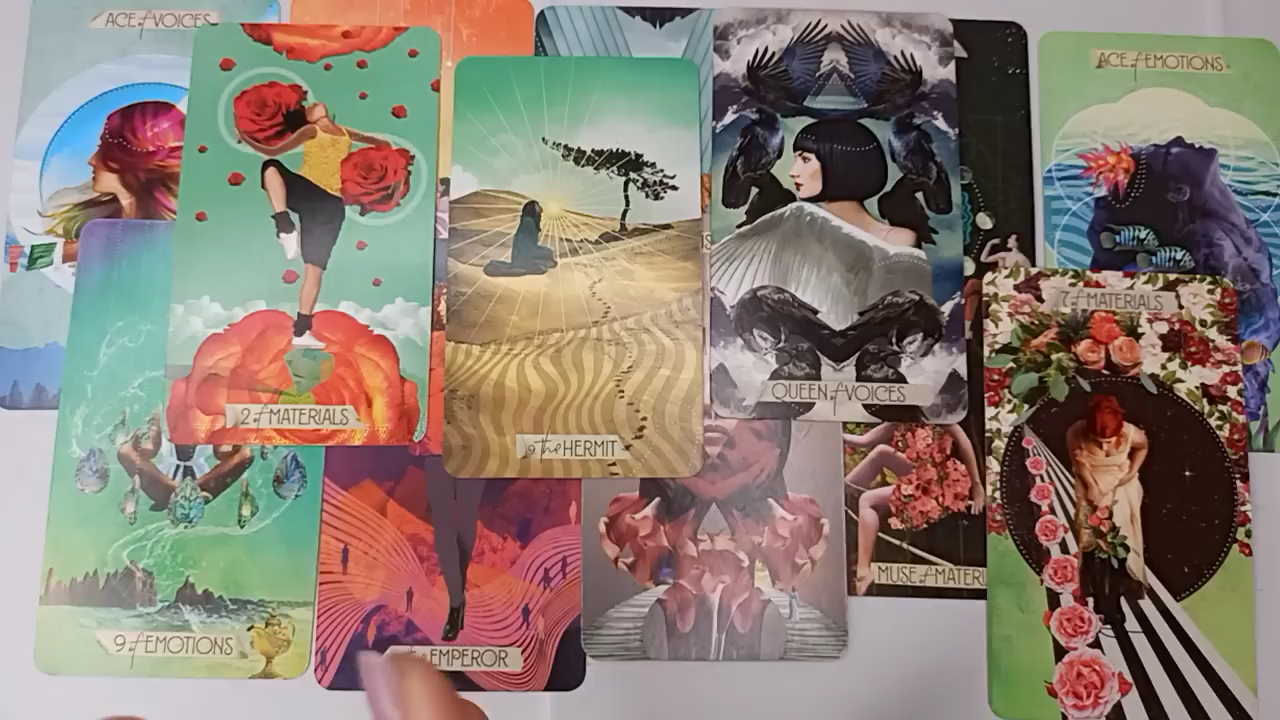 ACE of VOICES
ACE of EMOTIONS
7 of MATERIALS
QUEEN of VOICES
2 of MATERIALS
9 the HERMIT
MUSE of MATERI
9 of EMOTIONS
the EMPEROR